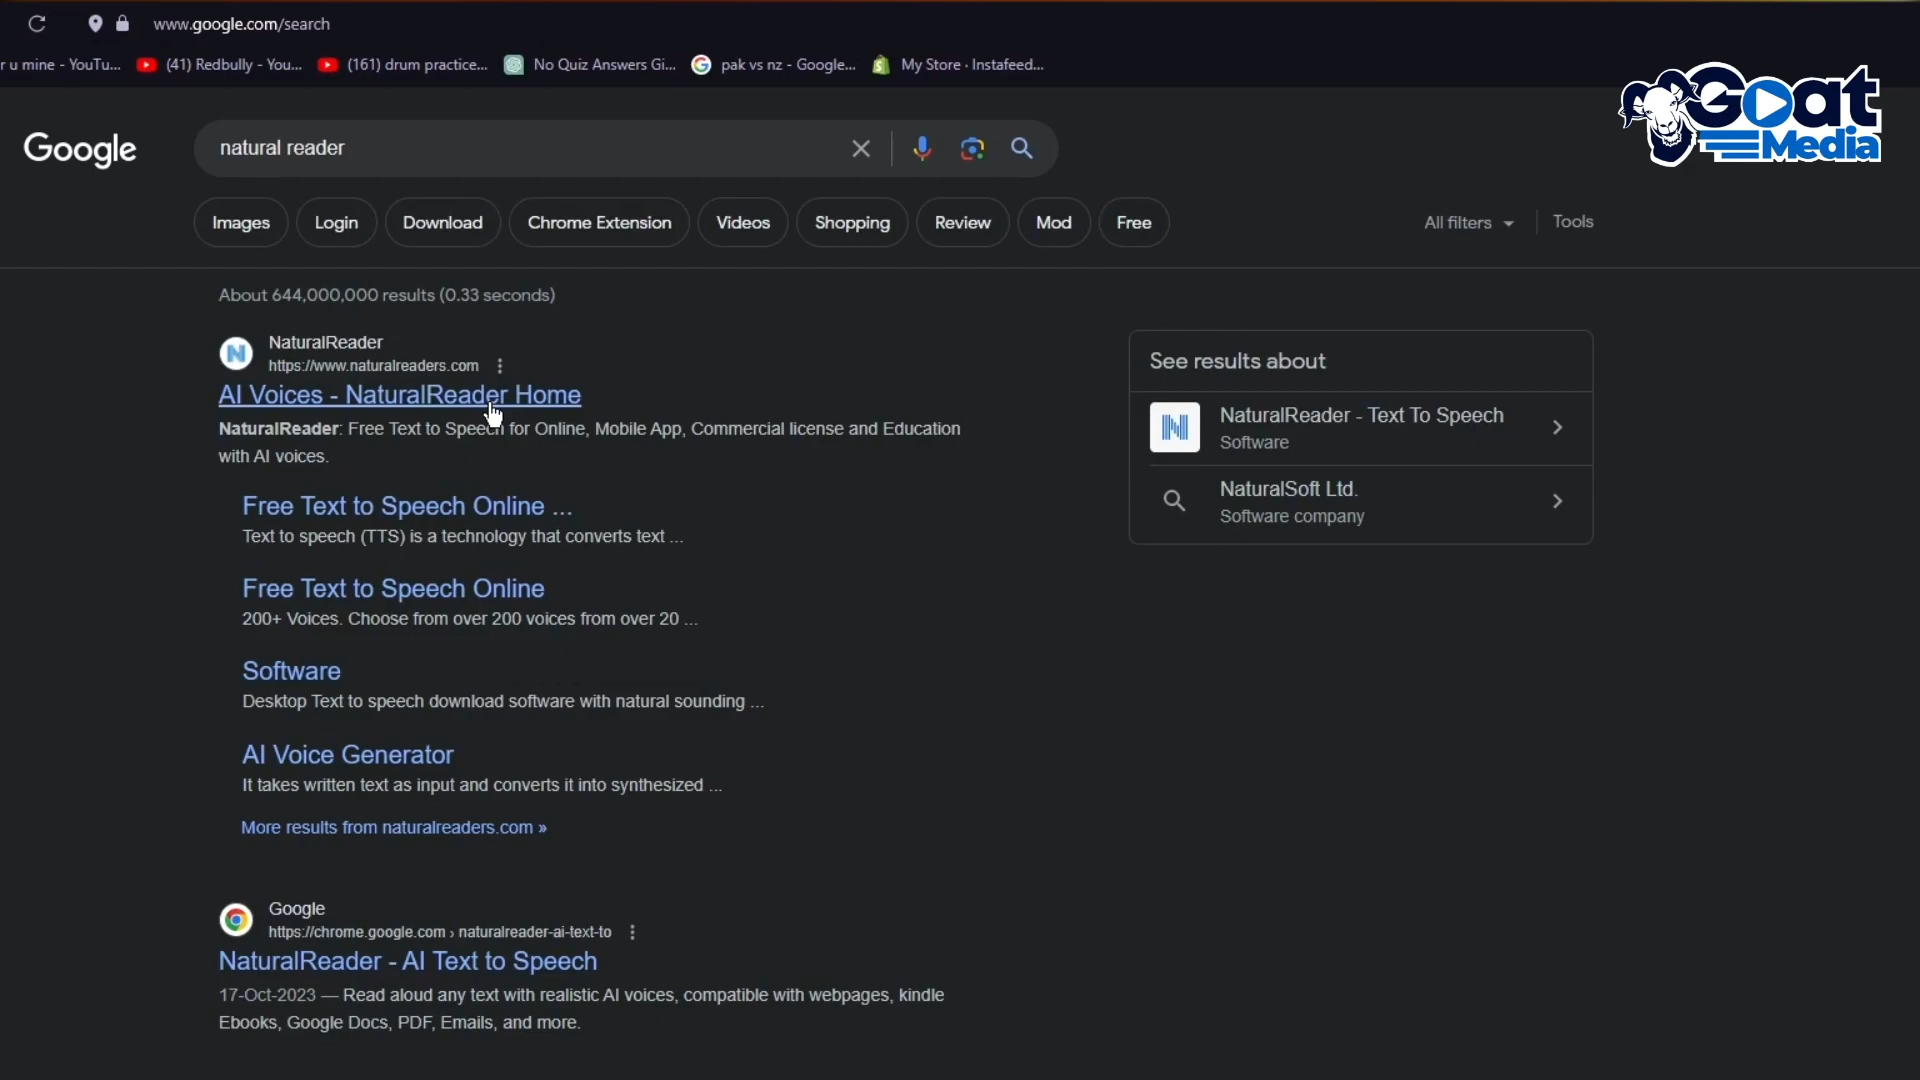 www.google.com/search
r u mine - YouTu... (41) Redbully - You... (161) drum practice... No Quiz Answers Gi... pak vs nz - Google... My Store · Instafeed...
Goat
Media
Google
natural reader
Images Login Download Chrome Extension Videos Shopping Review Mod Free All filters Tools
About 644,000,000 results (0.33 seconds)
NaturalReader
https://www.naturalreaders.com
AI Voices - NaturalReader Home
NaturalReader: Free Text to Speech for Online, Mobile App, Commercial license and Education
with AI voices.
Free Text to Speech Online ...
Text to speech (TTS) is a technology that converts text ...
Free Text to Speech Online
200+ Voices. Choose from over 200 voices from over 20 ...
Software
Desktop Text to speech download software with natural sounding ...
AI Voice Generator
It takes written text as input and converts it into synthesized ...
More results from naturalreaders.com »
Google
https://chrome.google.com › naturalreader-ai-text-to
NaturalReader - AI Text to Speech
17-Oct-2023 — Read aloud any text with realistic AI voices, compatible with webpages, kindle
Ebooks, Google Docs, PDF, Emails, and more.
See results about
NaturalReader - Text To Speech
Software
NaturalSoft Ltd.
Software company